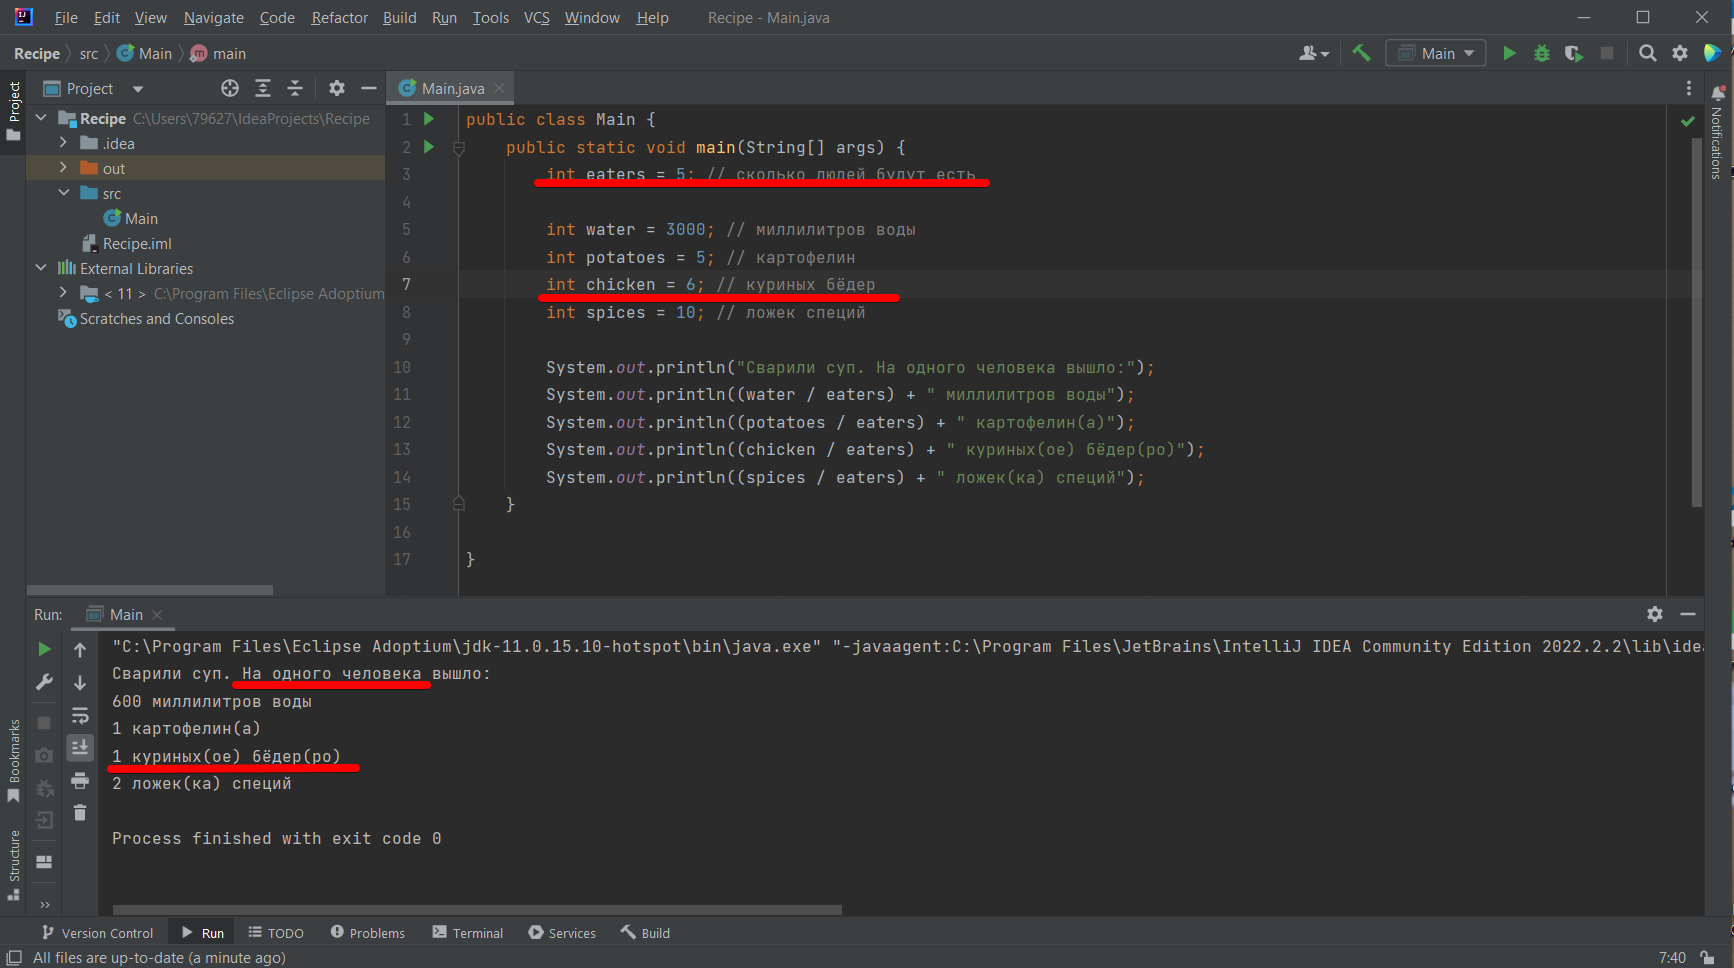 File Edit View Navigate Code Refactor Build Run Tools VCS Window Help Recipe - Main.java
Recipe src Main main
Main
Project
Main.java
Project
Recipe C:\Users\79627\IdeaProjects\Recipe
.idea
out
src
Main
Recipe.iml
External Libraries
< 11 > C:\Program Files\Eclipse Adoptium
Scratches and Consoles
1 public class Main {
2 public static void main(String[] args) {
3 int eaters = 5; // сколько людей будут есть
4
5 int water = 3000; // миллилитров воды
6 int potatoes = 5; // картофелин
7 int chicken = 6; // куриных бёдер
8 int spices = 10; // ложек специй
9
10 System.out.println("Сварили суп. На одного человека вышло:");
11 System.out.println((water / eaters) + " миллилитров воды");
12 System.out.println((potatoes / eaters) + " картофелин(а)");
13 System.out.println((chicken / eaters) + " куриных(ое) бёдер(ро)");
14 System.out.println((spices / eaters) + " ложек(ка) специй");
15 }
16
17 }
Notifications
Run: Main
"C:\Program Files\Eclipse Adoptium\jdk-11.0.15.10-hotspot\bin\java.exe" "-javaagent:C:\Program Files\JetBrains\IntelliJ IDEA Community Edition 2022.2.2\lib\idea
Сварили суп. На одного человека вышло:
600 миллилитров воды
1 картофелин(а)
1 куриных(ое) бёдер(ро)
2 ложек(ка) специй
Process finished with exit code 0
Bookmarks
Structure
Version Control Run TODO Problems Terminal Services Build
All files are up-to-date (a minute ago)
7:40